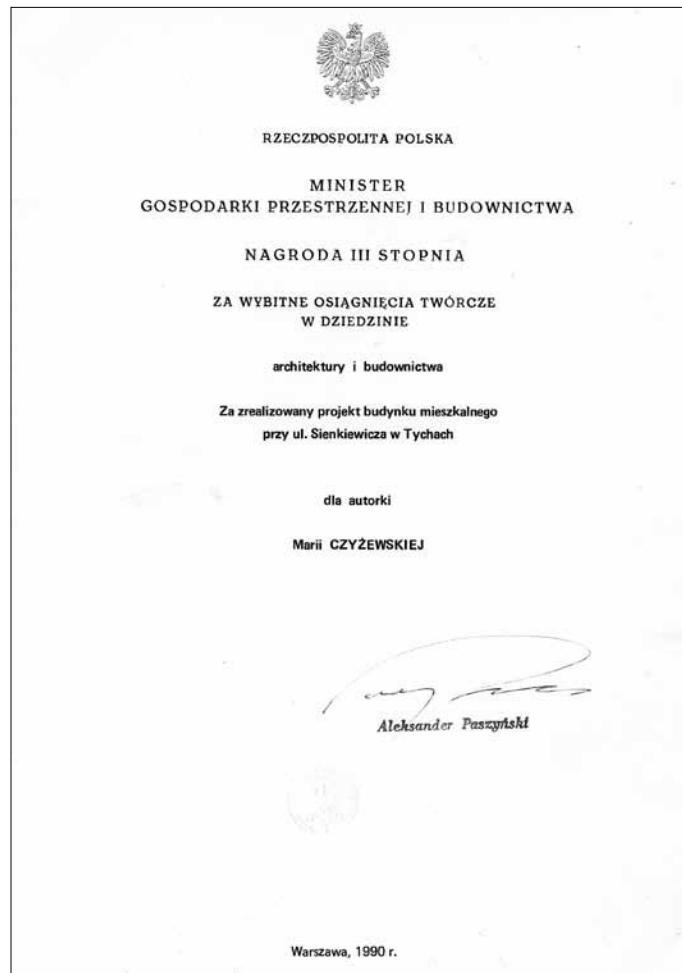 RZECZPOSPOLITA POLSKA
MINISTER
GOSPODARKI PRZESTRZENNEJ I BUDOWNICTWA
NAGRODA III STOPNIA
ZA WYBITNE OSIĄGNIĘCIA TWÓRCZE
W DZIEDZINIE
architektury i budownictwa
Za zrealizowany projekt budynku mieszkalnego
przy ul. Sienkiewicza w Tychach
dla autorki
Marii CZYŻEWSKIEJ
Aleksander Paszyński
Warszawa, 1990 r.